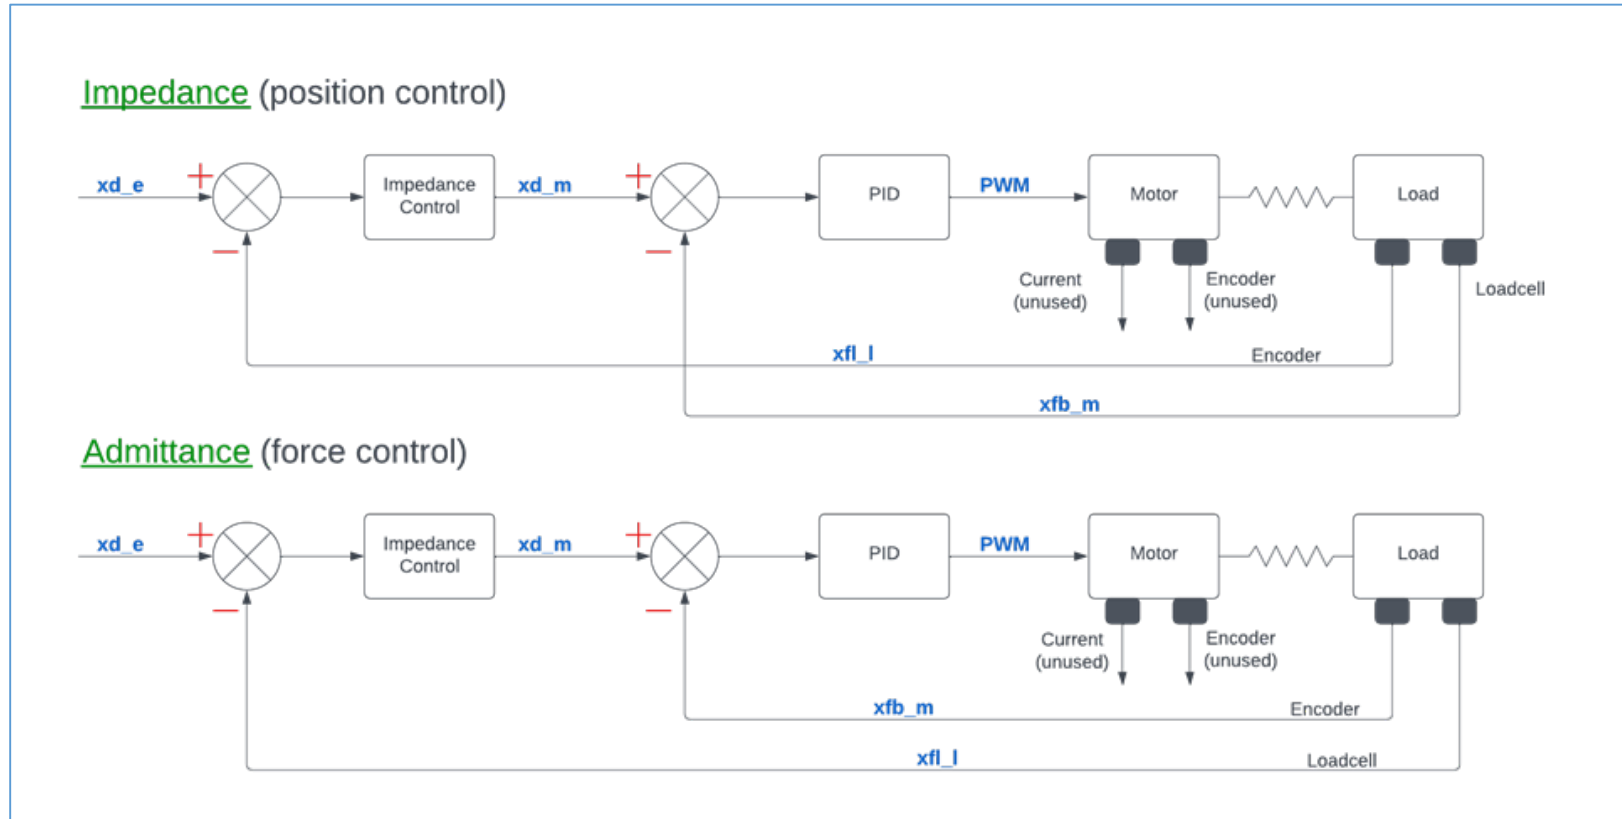 Impedance (position control)
xd_e
+
Impedance
Control
xd_m
+
PID
PWM
Motor
Load
−
−
Current
(unused)
Encoder
(unused)
Loadcell
xfl_l
Encoder
xfb_m
Admittance (force control)
xd_e
+
Impedance
Control
xd_m
+
PID
PWM
Motor
Load
−
−
Current
(unused)
Encoder
(unused)
xfb_m
Encoder
xfl_l
Loadcell